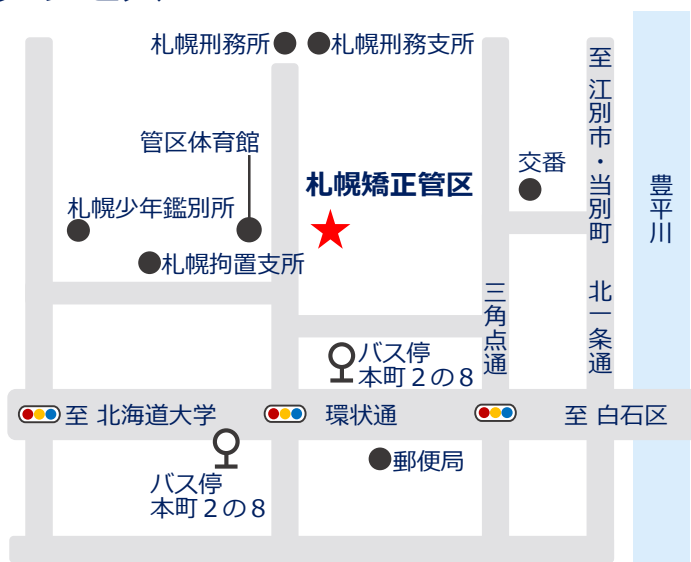 札幌刑務所
札幌刑務支所
管区体育館
札幌矯正管区
交番
札幌少年鑑別所
札幌拘置支所
至 江別市・当別町
北一条通
豊平川
三角点通
バス停
本町2の8
至 北海道大学
環状通
至 白石区
バス停
本町2の8
郵便局